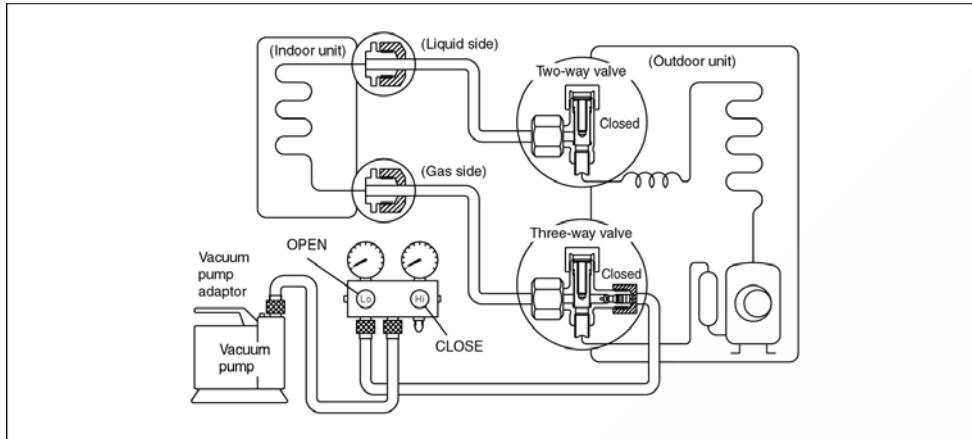 (Indoor unit)
(Liquid side)
Two-way valve
(Outdoor unit)
Closed
(Gas side)
Three-way valve
Closed
OPEN
Vacuum
pump
adaptor
Lo
Hi
CLOSE
Vacuum
pump